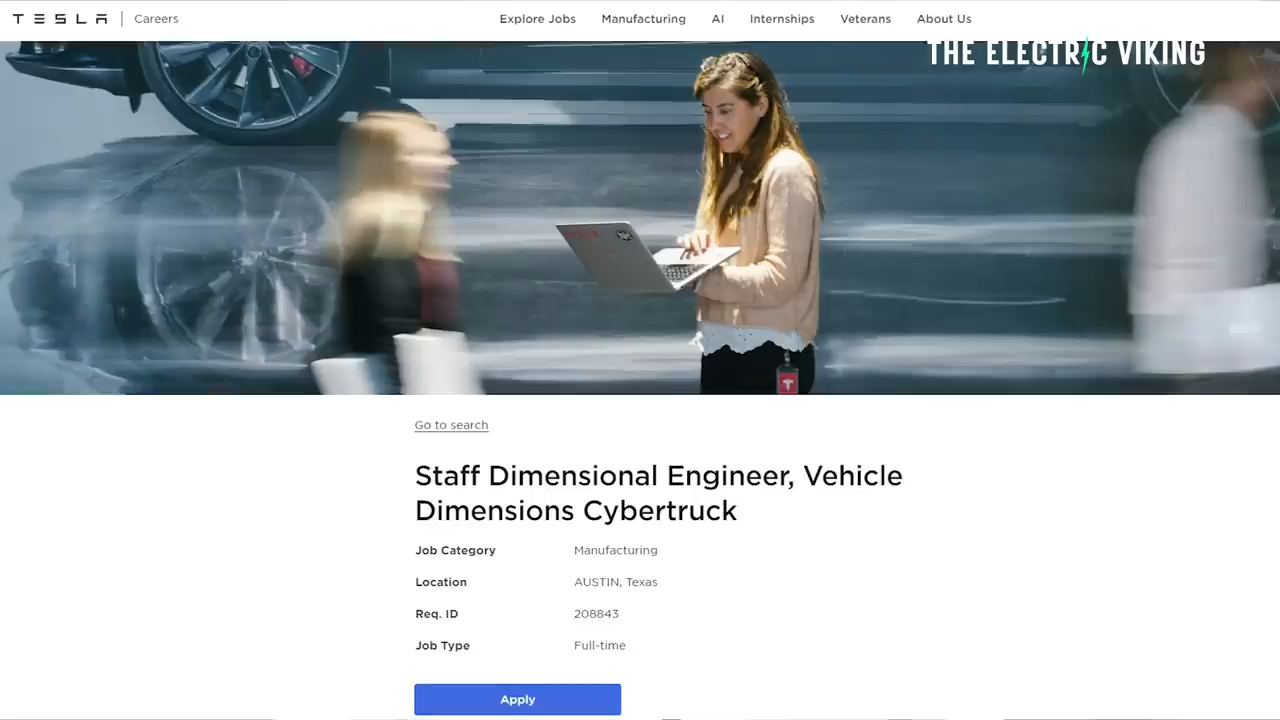 TESLA | Careers
Explore Jobs Manufacturing AI Internships Veterans About Us
THE ELECTRIC VIKING
Go to search
Staff Dimensional Engineer, Vehicle
Dimensions Cybertruck
Job Category Manufacturing
Location AUSTIN, Texas
Req. ID 208843
Job Type Full-time
Apply